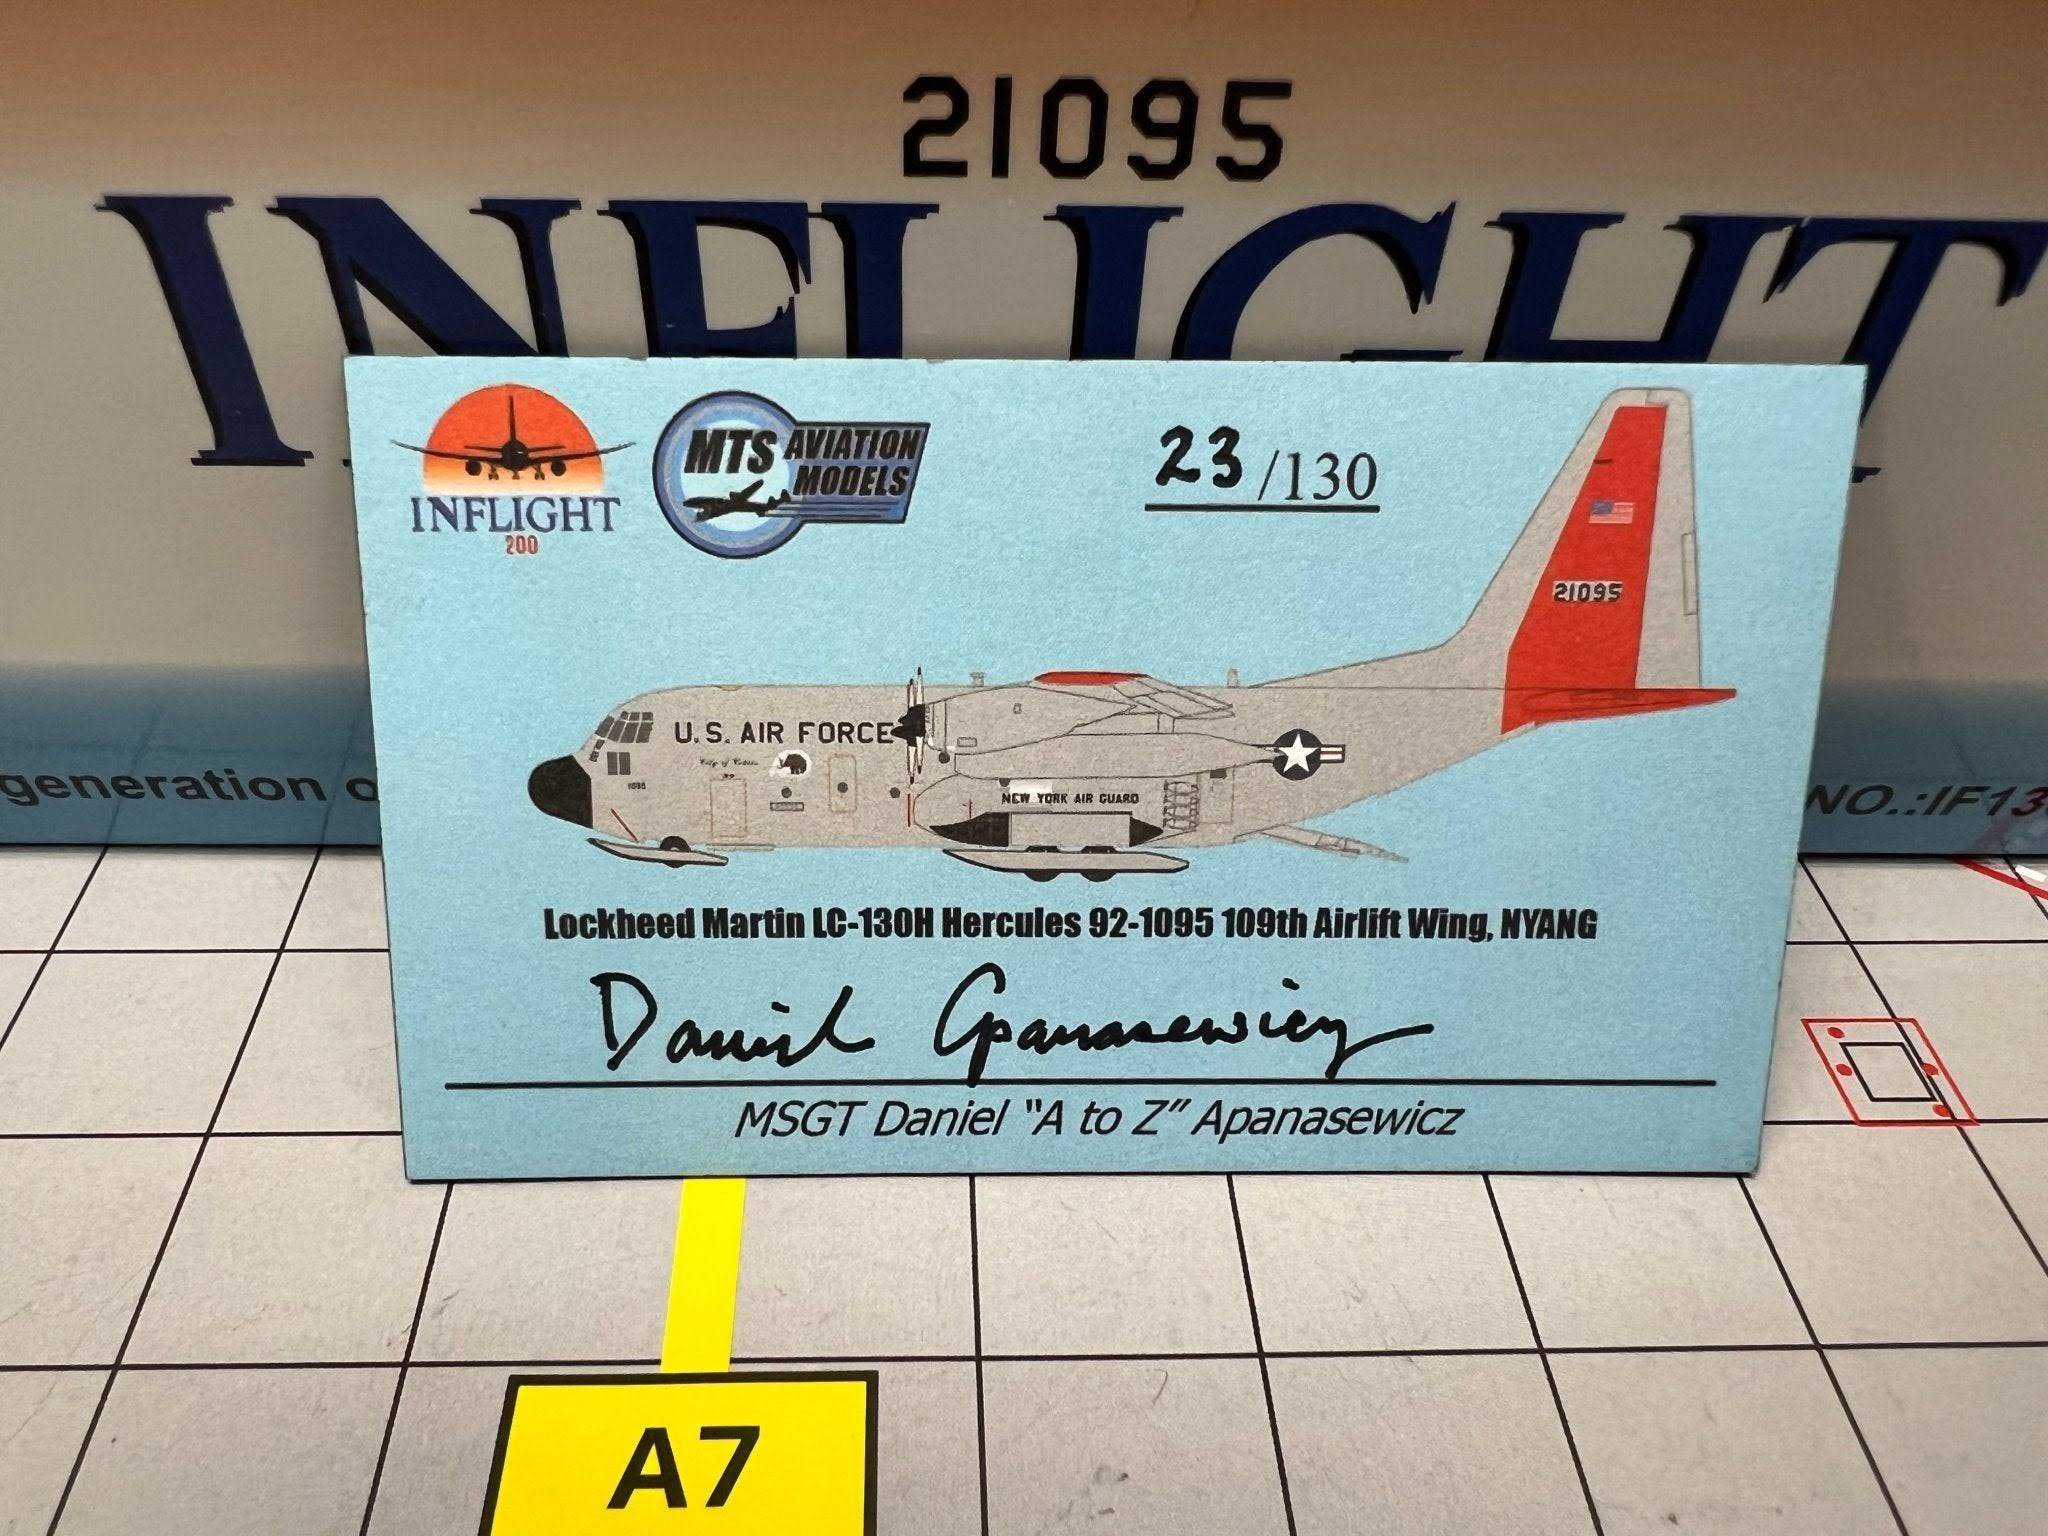 21095
INFLIGHT
INFLIGHT
200
MTS AVIATION
MODELS
23/130
21095
U.S. AIR FORCE
NEW YORK AIR GUARD
generation o
NO.:IF13
Lockheed Martin LC-130H Hercules 92-1095 109th Airlift Wing, NYANG
Daniel Apanasewicz
MSGT Daniel "A to Z" Apanasewicz
A7